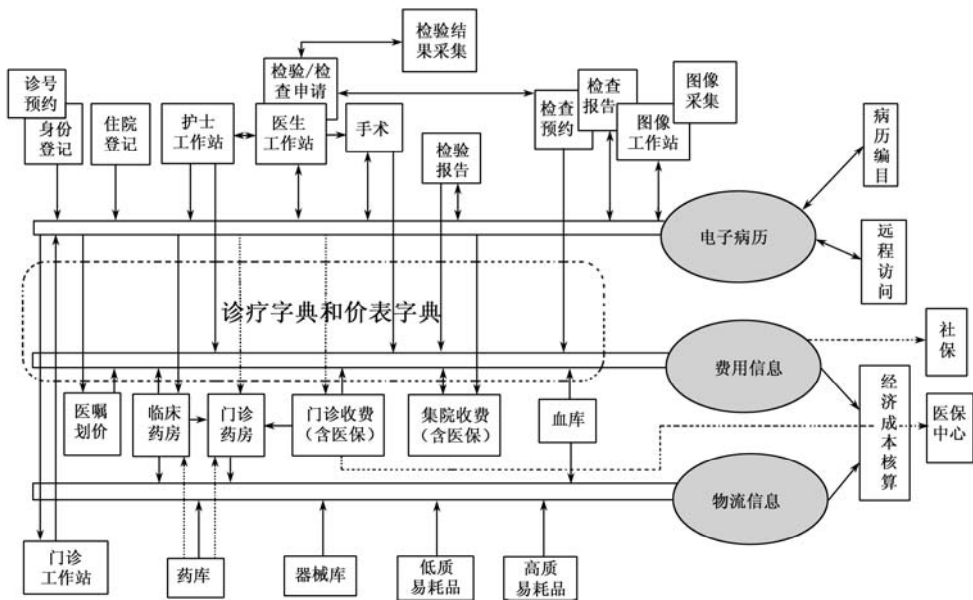 检验结
果采集
诊号
预约
身份
登记
住院
登记
护士
工作站
检验/检
查申请
医生
工作站
手术
检验
报告
检查
预约
检查
报告
图像
采集
图像
工作站
病历编目
电子病历
远程访问
诊疗字典和价表字典
社保
费用信息
医嘱
划价
临床
药房
门诊
药房
门诊收费
(含医保)
集院收费
(含医保)
血库
经济成本核算
医保
中心
物流信息
门诊
工作站
药库
器械库
低质
易耗品
高质
易耗品